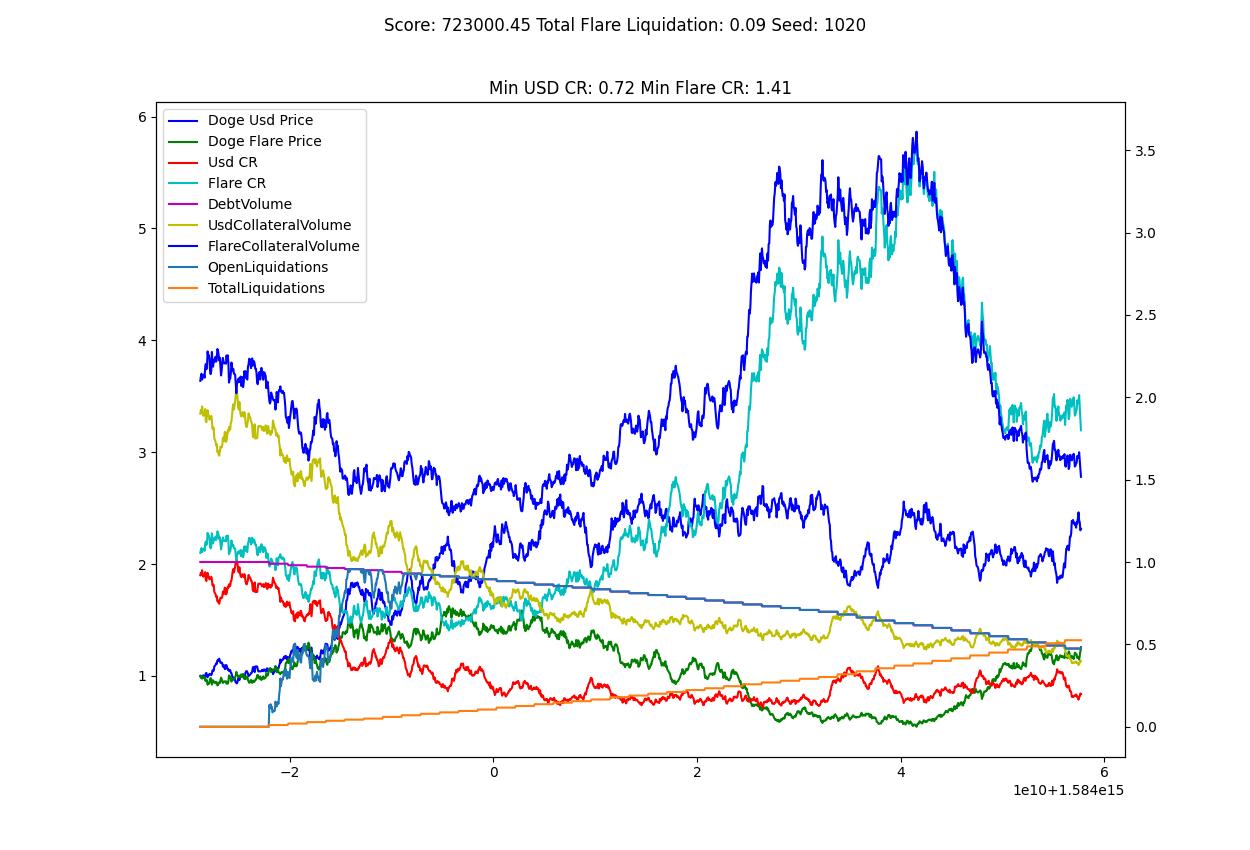 Score: 723000.45 Total Flare Liquidation: 0.09 Seed: 1020
Min USD CR: 0.72 Min Flare CR: 1.41
Doge Usd Price
Doge Flare Price
Usd CR
Flare CR
DebtVolume
UsdCollateralVolume
FlareCollateralVolume
OpenLiquidations
TotalLiquidations
6
5
4
3
2
1
3.5
3.0
2.5
2.0
1.5
1.0
0.5
0.0
−2
0
2
4
6
1e10+1.584e15